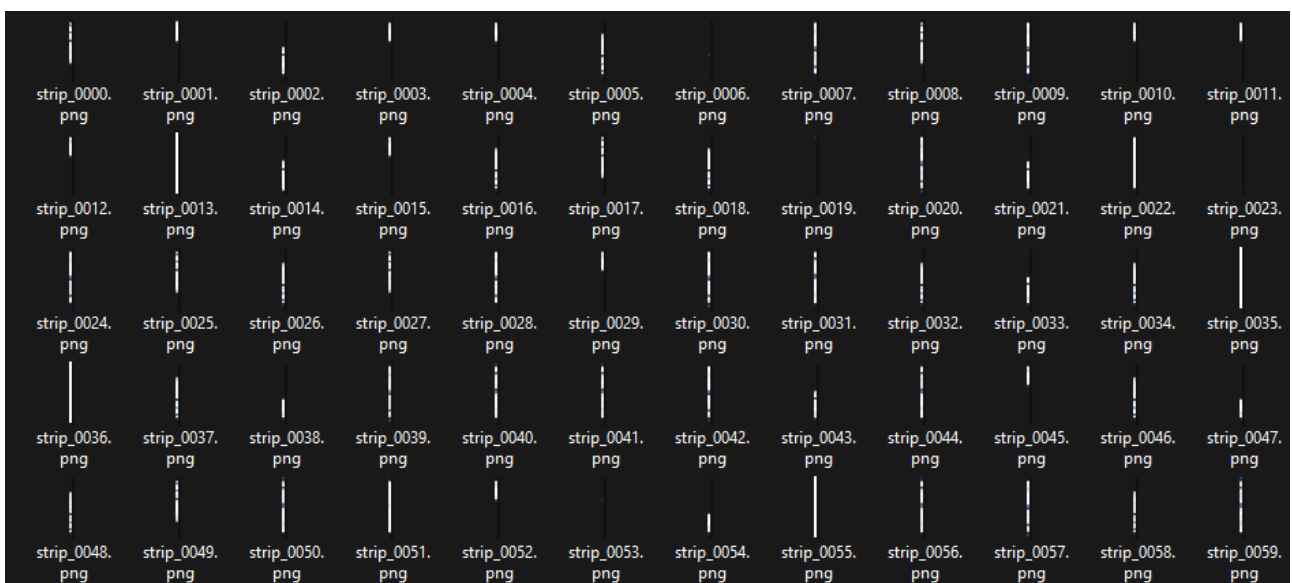 strip_0000. strip_0001. strip_0002. strip_0003. strip_0004. strip_0005. strip_0006. strip_0007. strip_0008. strip_0009. strip_0010. strip_0011.
png png png png png png png png png png png png
strip_0012. strip_0013. strip_0014. strip_0015. strip_0016. strip_0017. strip_0018. strip_0019. strip_0020. strip_0021. strip_0022. strip_0023.
png png png png png png png png png png png png
strip_0024. strip_0025. strip_0026. strip_0027. strip_0028. strip_0029. strip_0030. strip_0031. strip_0032. strip_0033. strip_0034. strip_0035.
png png png png png png png png png png png png
strip_0036. strip_0037. strip_0038. strip_0039. strip_0040. strip_0041. strip_0042. strip_0043. strip_0044. strip_0045. strip_0046. strip_0047.
png png png png png png png png png png png png
strip_0048. strip_0049. strip_0050. strip_0051. strip_0052. strip_0053. strip_0054. strip_0055. strip_0056. strip_0057. strip_0058. strip_0059.
png png png png png png png png png png png png